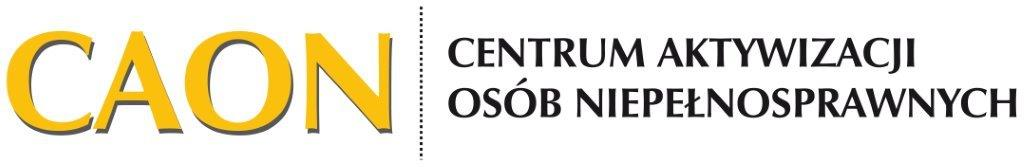 CAON
CENTRUM AKTYWIZACJI
OSÓB NIEPEŁNOSPRAWNYCH